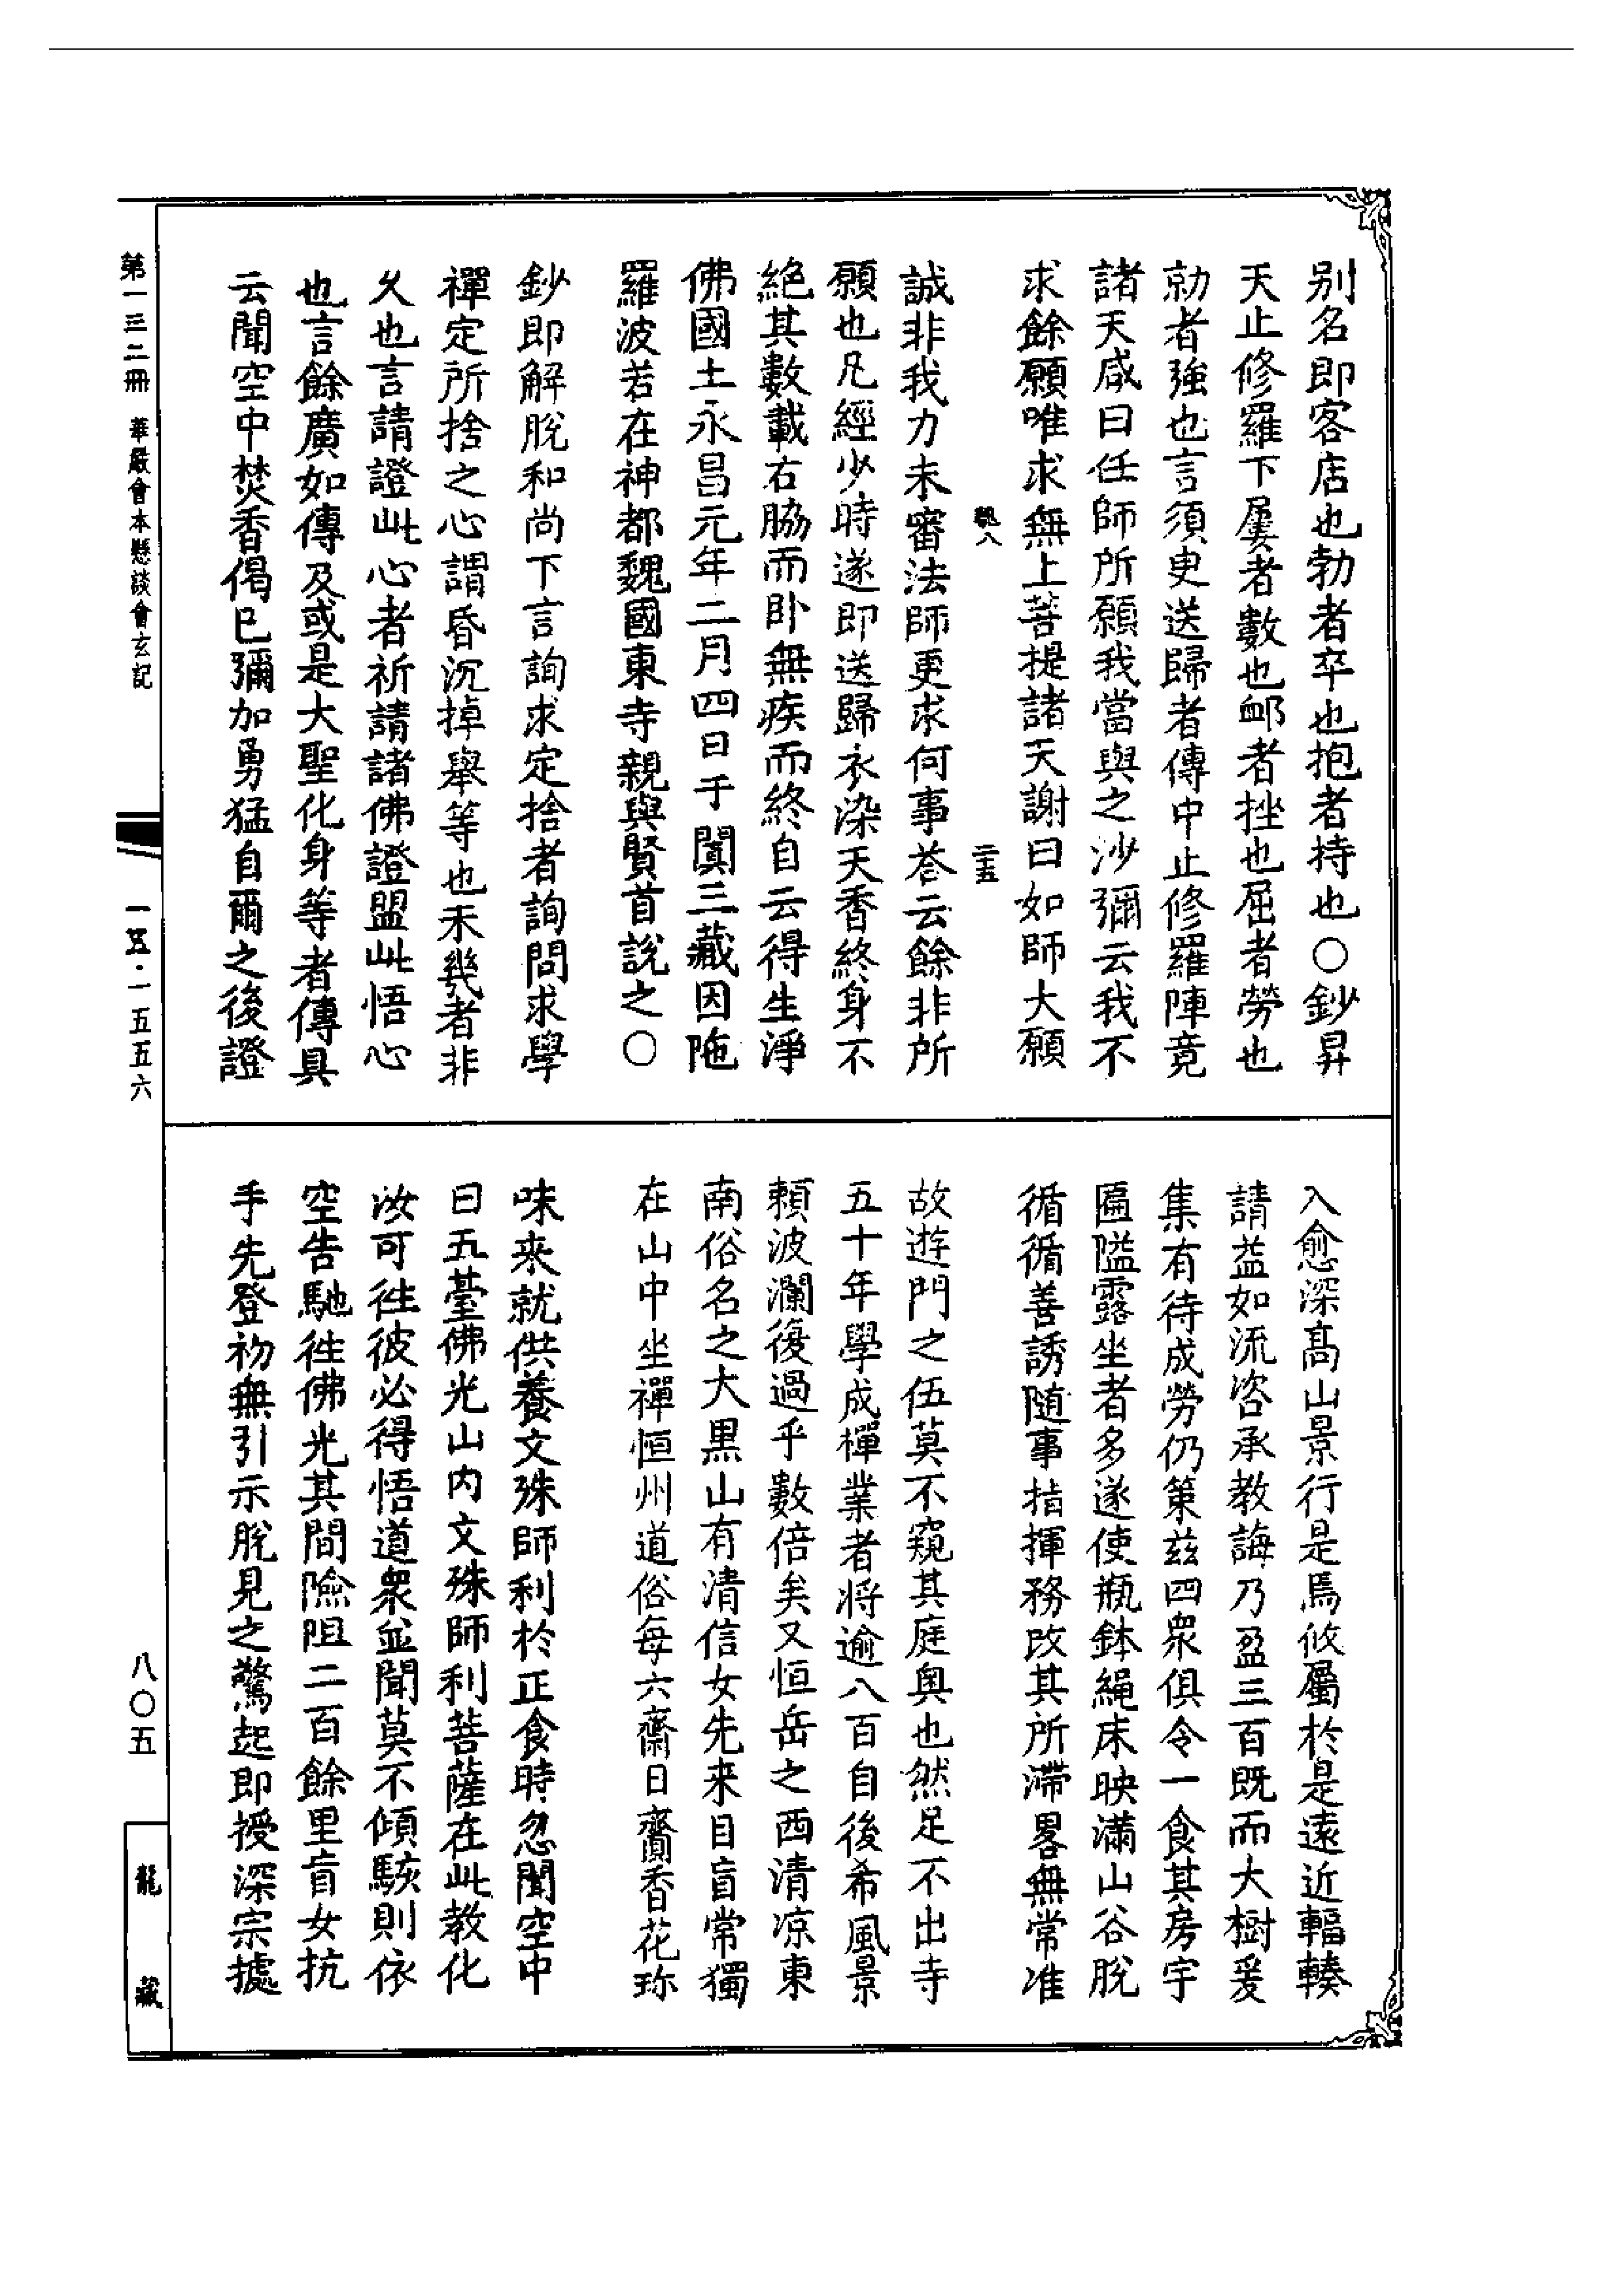 别名即客店也勃者卒也抱者持也○鈔昇
天止修羅下屢者數也衂者挫也屈者勞也
勍者強也言須更送歸者傳中止修羅陣竟
諸天咸曰任師所願我當與之沙彌云我不
求餘願唯求無上菩提諸天謝曰如師大願
二五
誠非我力未審法師更求何事荅云餘非所
願也凡經少時遂即送歸衣染天香終身不
絶其數載右脇而卧無疾而終自云得生淨
佛國土永昌元年二月四日于闐三藏因陁
羅波若在神都魏國東寺親與賢首說之○
鈔即解脫和尚下言詢求定捨者詢問求學
禪定所捨之心謂昏沉掉舉等也未幾者非
久也言請證此心者祈請諸佛證盟此悟心
也言餘廣如傳及或是大聖化身等者傳具
云聞空中焚香偈已彌加勇猛自爾之後證
入愈深髙山景行是焉攸屬於是遠近輻輳
請益如流咨承教誨乃盈三百既而大樹爰
集有待成勞仍策兹四衆俱令一食其房宇
匾隘露坐者多遂使瓶鉢繩床映滿山谷脫
循循善誘隨事指揮務改其所滯畧無常准
故遊門之伍莫不窺其庭奥也然足不出寺
五十年學成禪業者將逾八百自後希風景
頼波瀾復過乎數倍矣又恒岳之西清凉東
南俗名之大黑山有清信女先來目盲常獨
在山中坐禪恒州道俗每六齋日齎香花珎
味來就供養文殊師利於正食時忽聞空中
曰五臺佛光山内文殊師利菩薩在此教化
汝可往彼必得悟道衆並聞莫不傾駭則依
空告馳往佛光其間險阻二百餘里盲女抗
手先登初無引示脫見之驚起即授深宗據
第一三二冊 華嚴會本懸談會玄記
一五五·一五五六
八○五
龍藏